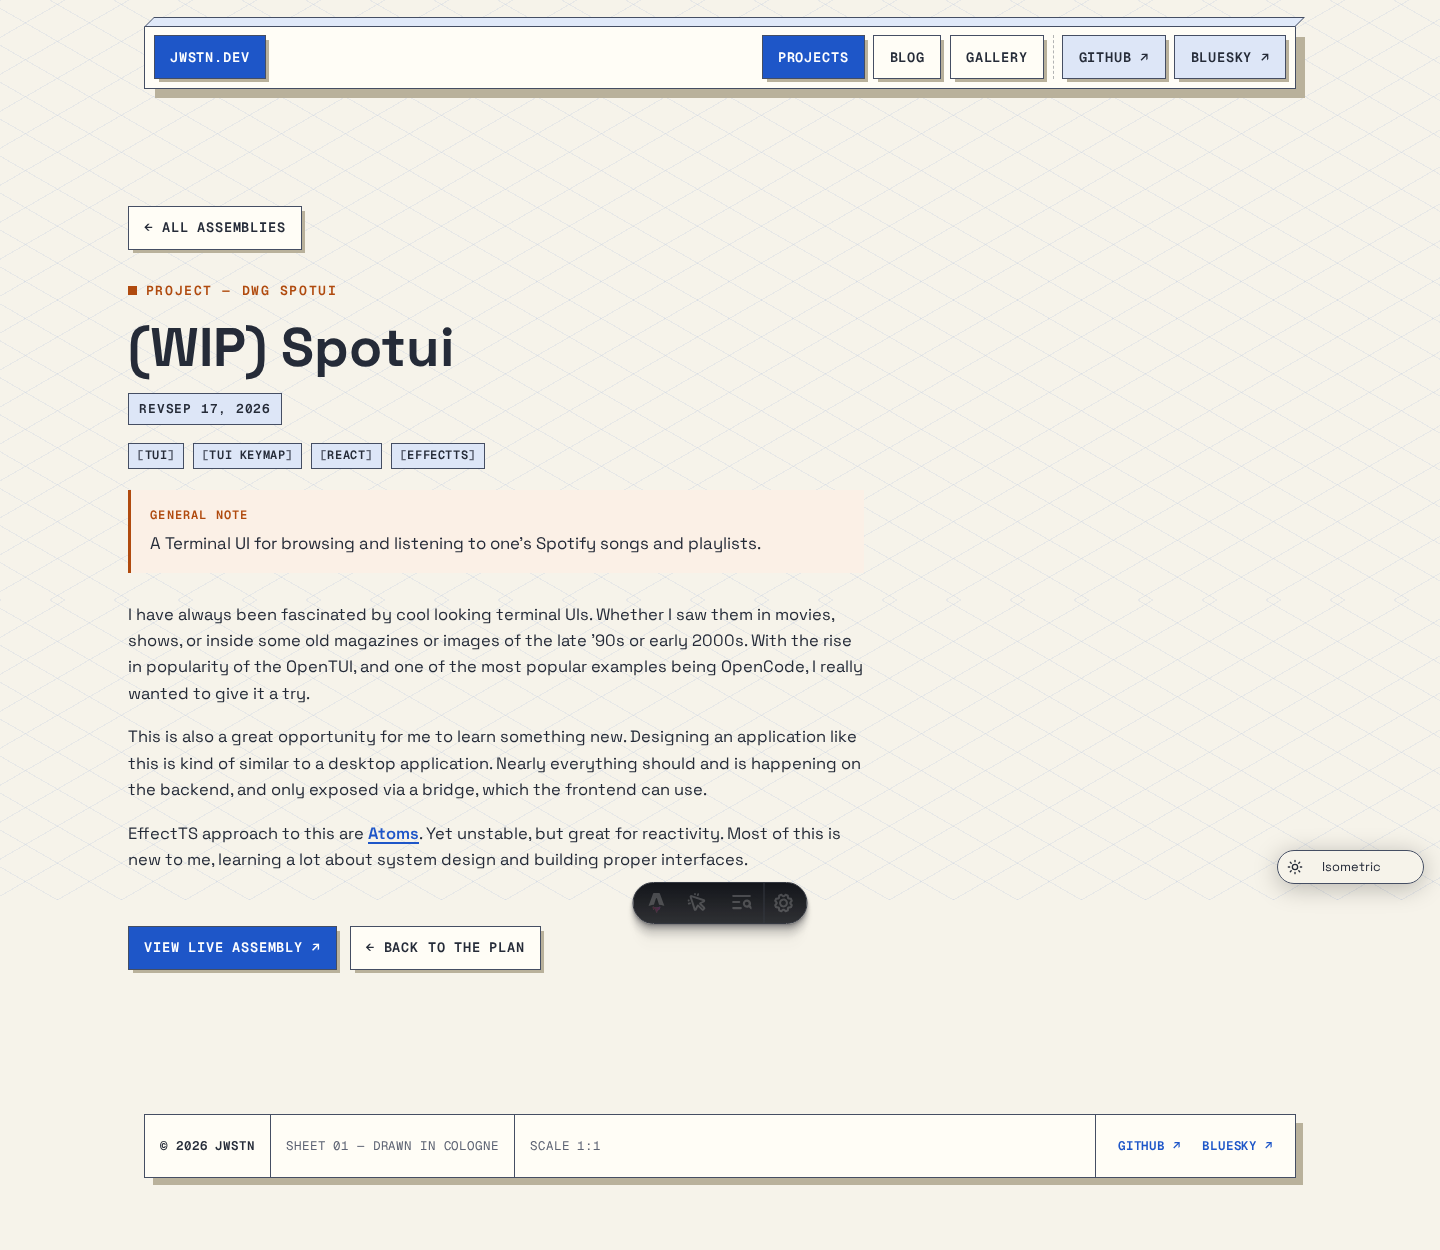 JWSTN.DEV
PROJECTS
BLOG
GALLERY
GITHUB ↗
BLUESKY ↗
← ALL ASSEMBLIES
PROJECT — DWG SPOTUI
(WIP) Spotui
REVSEP 17, 2026
[TUI] [TUI KEYMAP] [REACT] [EFFECTTS]
GENERAL NOTE
A Terminal UI for browsing and listening to one’s Spotify songs and playlists.
I have always been fascinated by cool looking terminal UIs. Whether I saw them in movies,
shows, or inside some old magazines or images of the late ’90s or early 2000s. With the rise
in popularity of the OpenTUI, and one of the most popular examples being OpenCode, I really
wanted to give it a try.
This is also a great opportunity for me to learn something new. Designing an application like
this is kind of similar to a desktop application. Nearly everything should and is happening on
the backend, and only exposed via a bridge, which the frontend can use.
EffectTS approach to this are Atoms. Yet unstable, but great for reactivity. Most of this is
new to me, learning a lot about system design and building proper interfaces.
Isometric
VIEW LIVE ASSEMBLY ↗
← BACK TO THE PLAN
© 2026 JWSTN
SHEET 01 — DRAWN IN COLOGNE
SCALE 1:1
GITHUB ↗
BLUESKY ↗